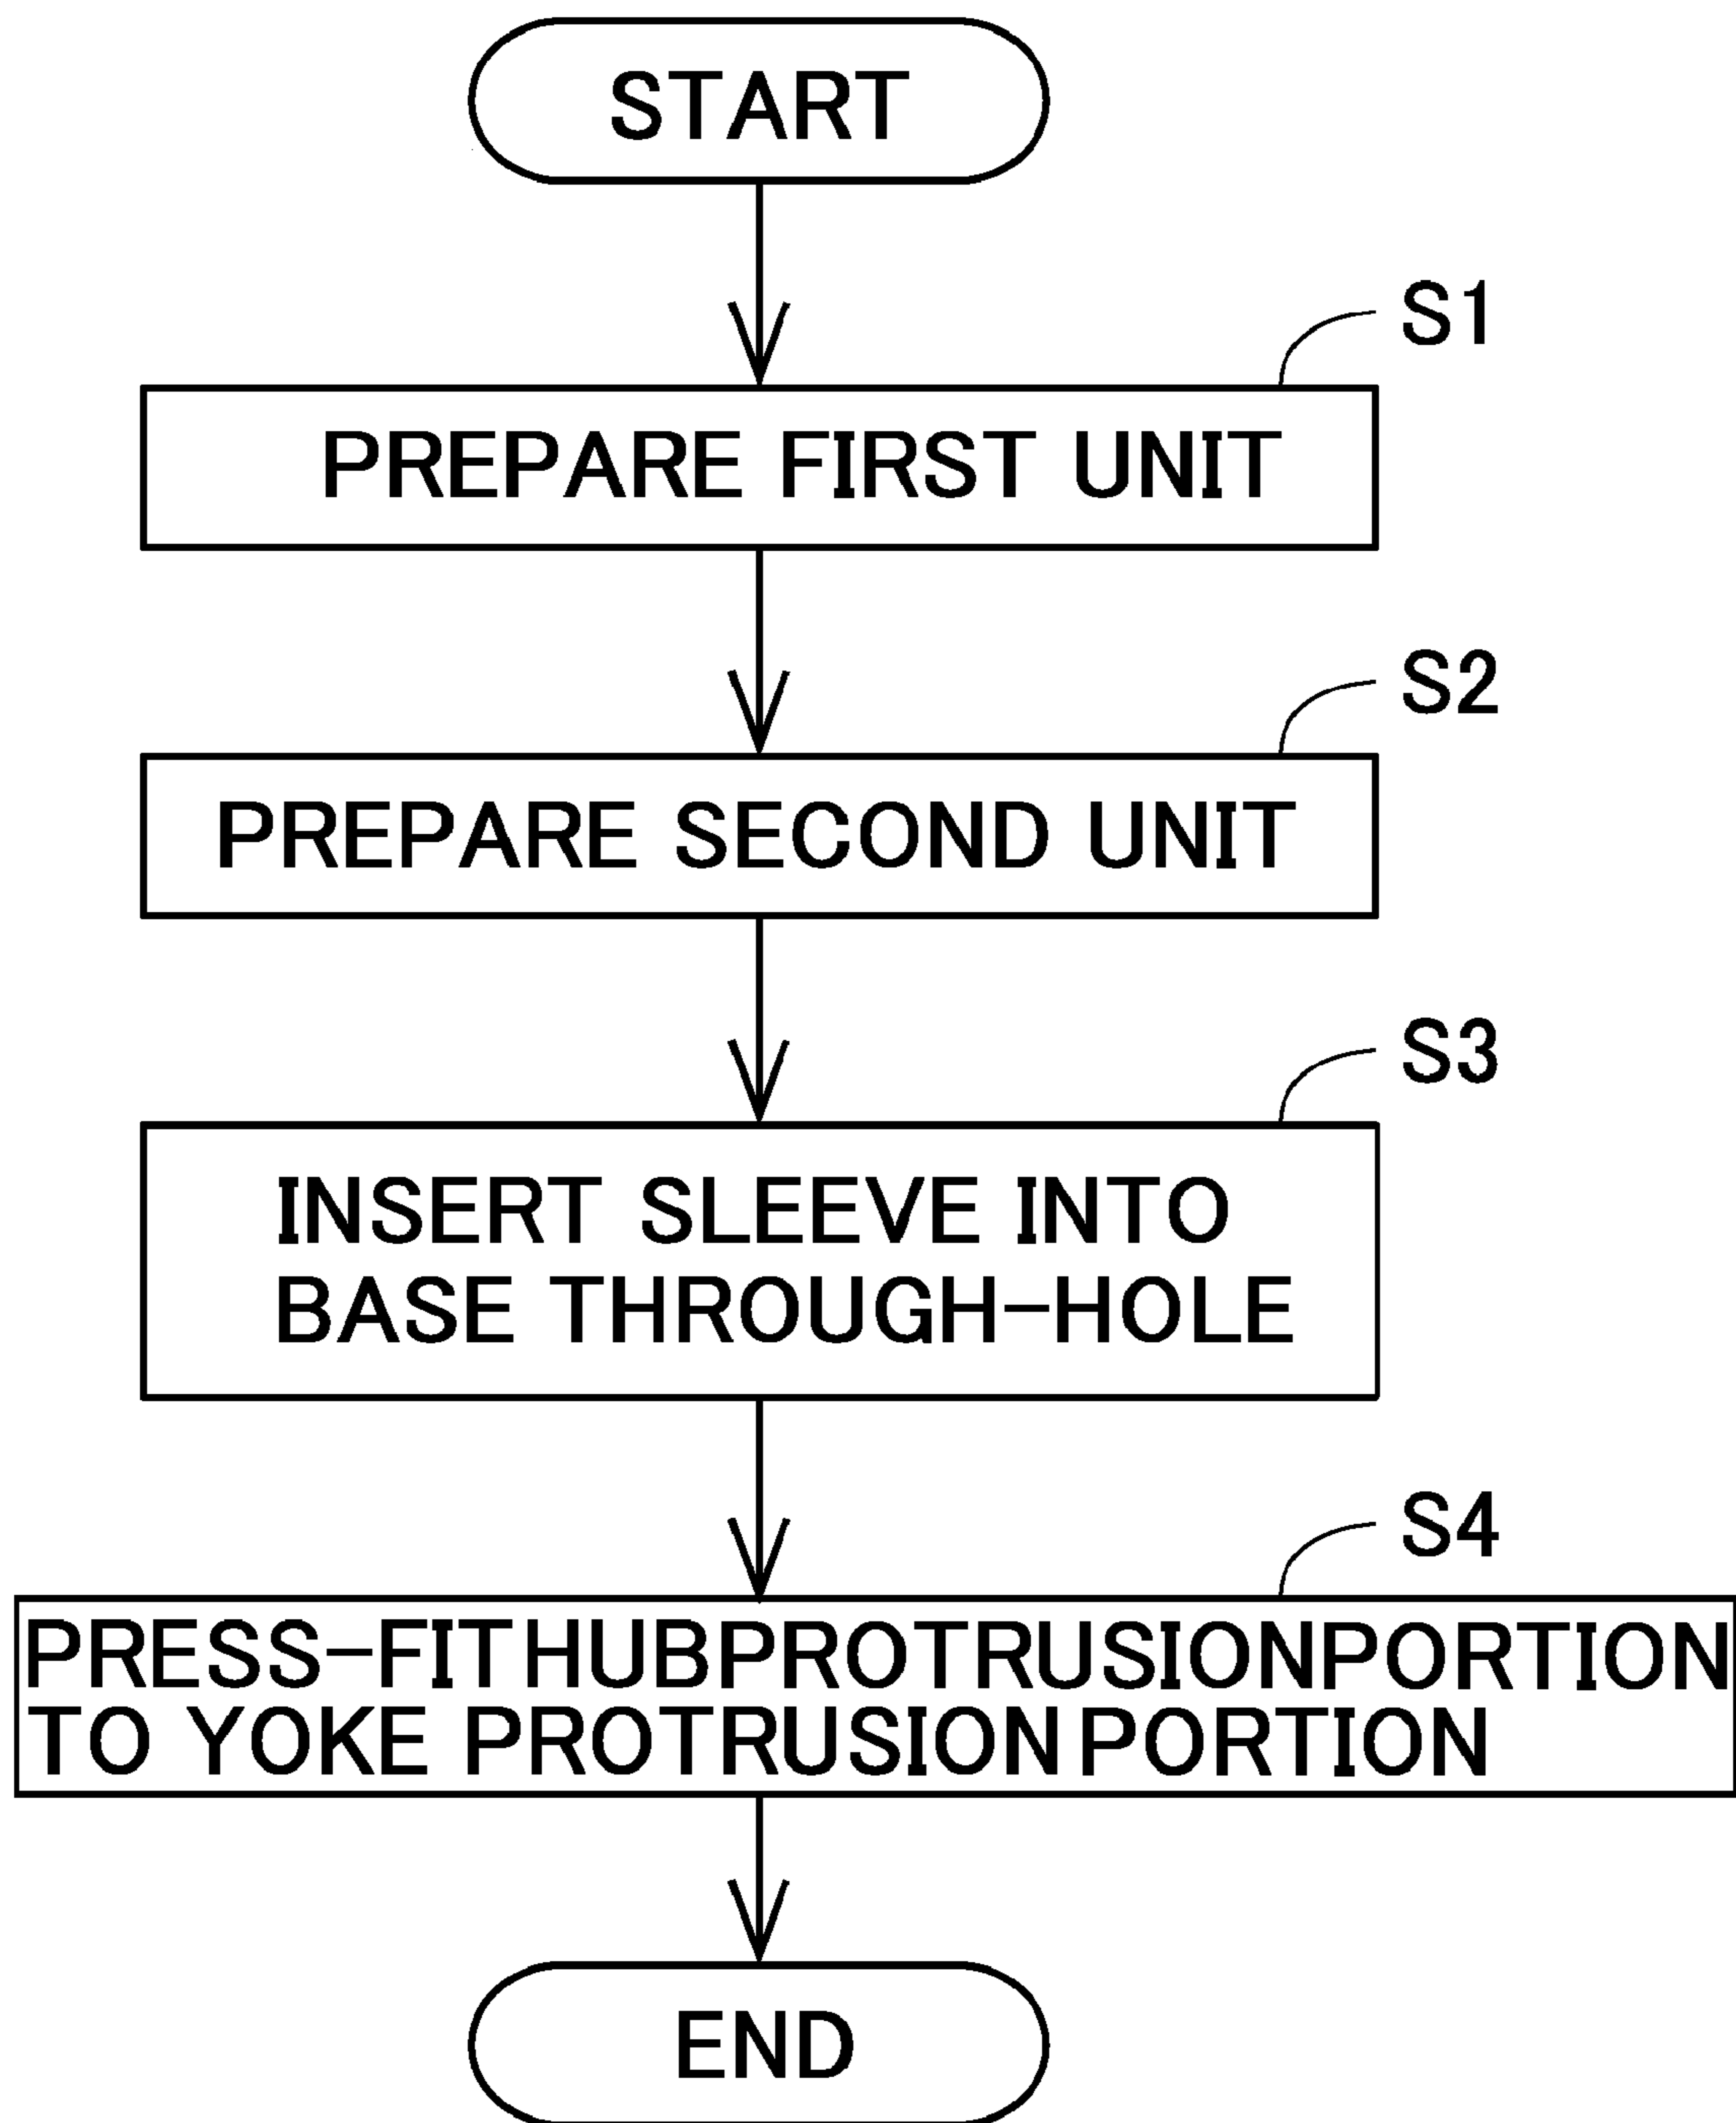 START
S1
PREPARE FIRST UNIT
S2
PREPARE SECOND UNIT
S3
INSERT SLEEVE INTO
BASE THROUGH-HOLE
S4
PRESS-FIT HUB PROTRUSION PORTION
TO YOKE PROTRUSION PORTION
END